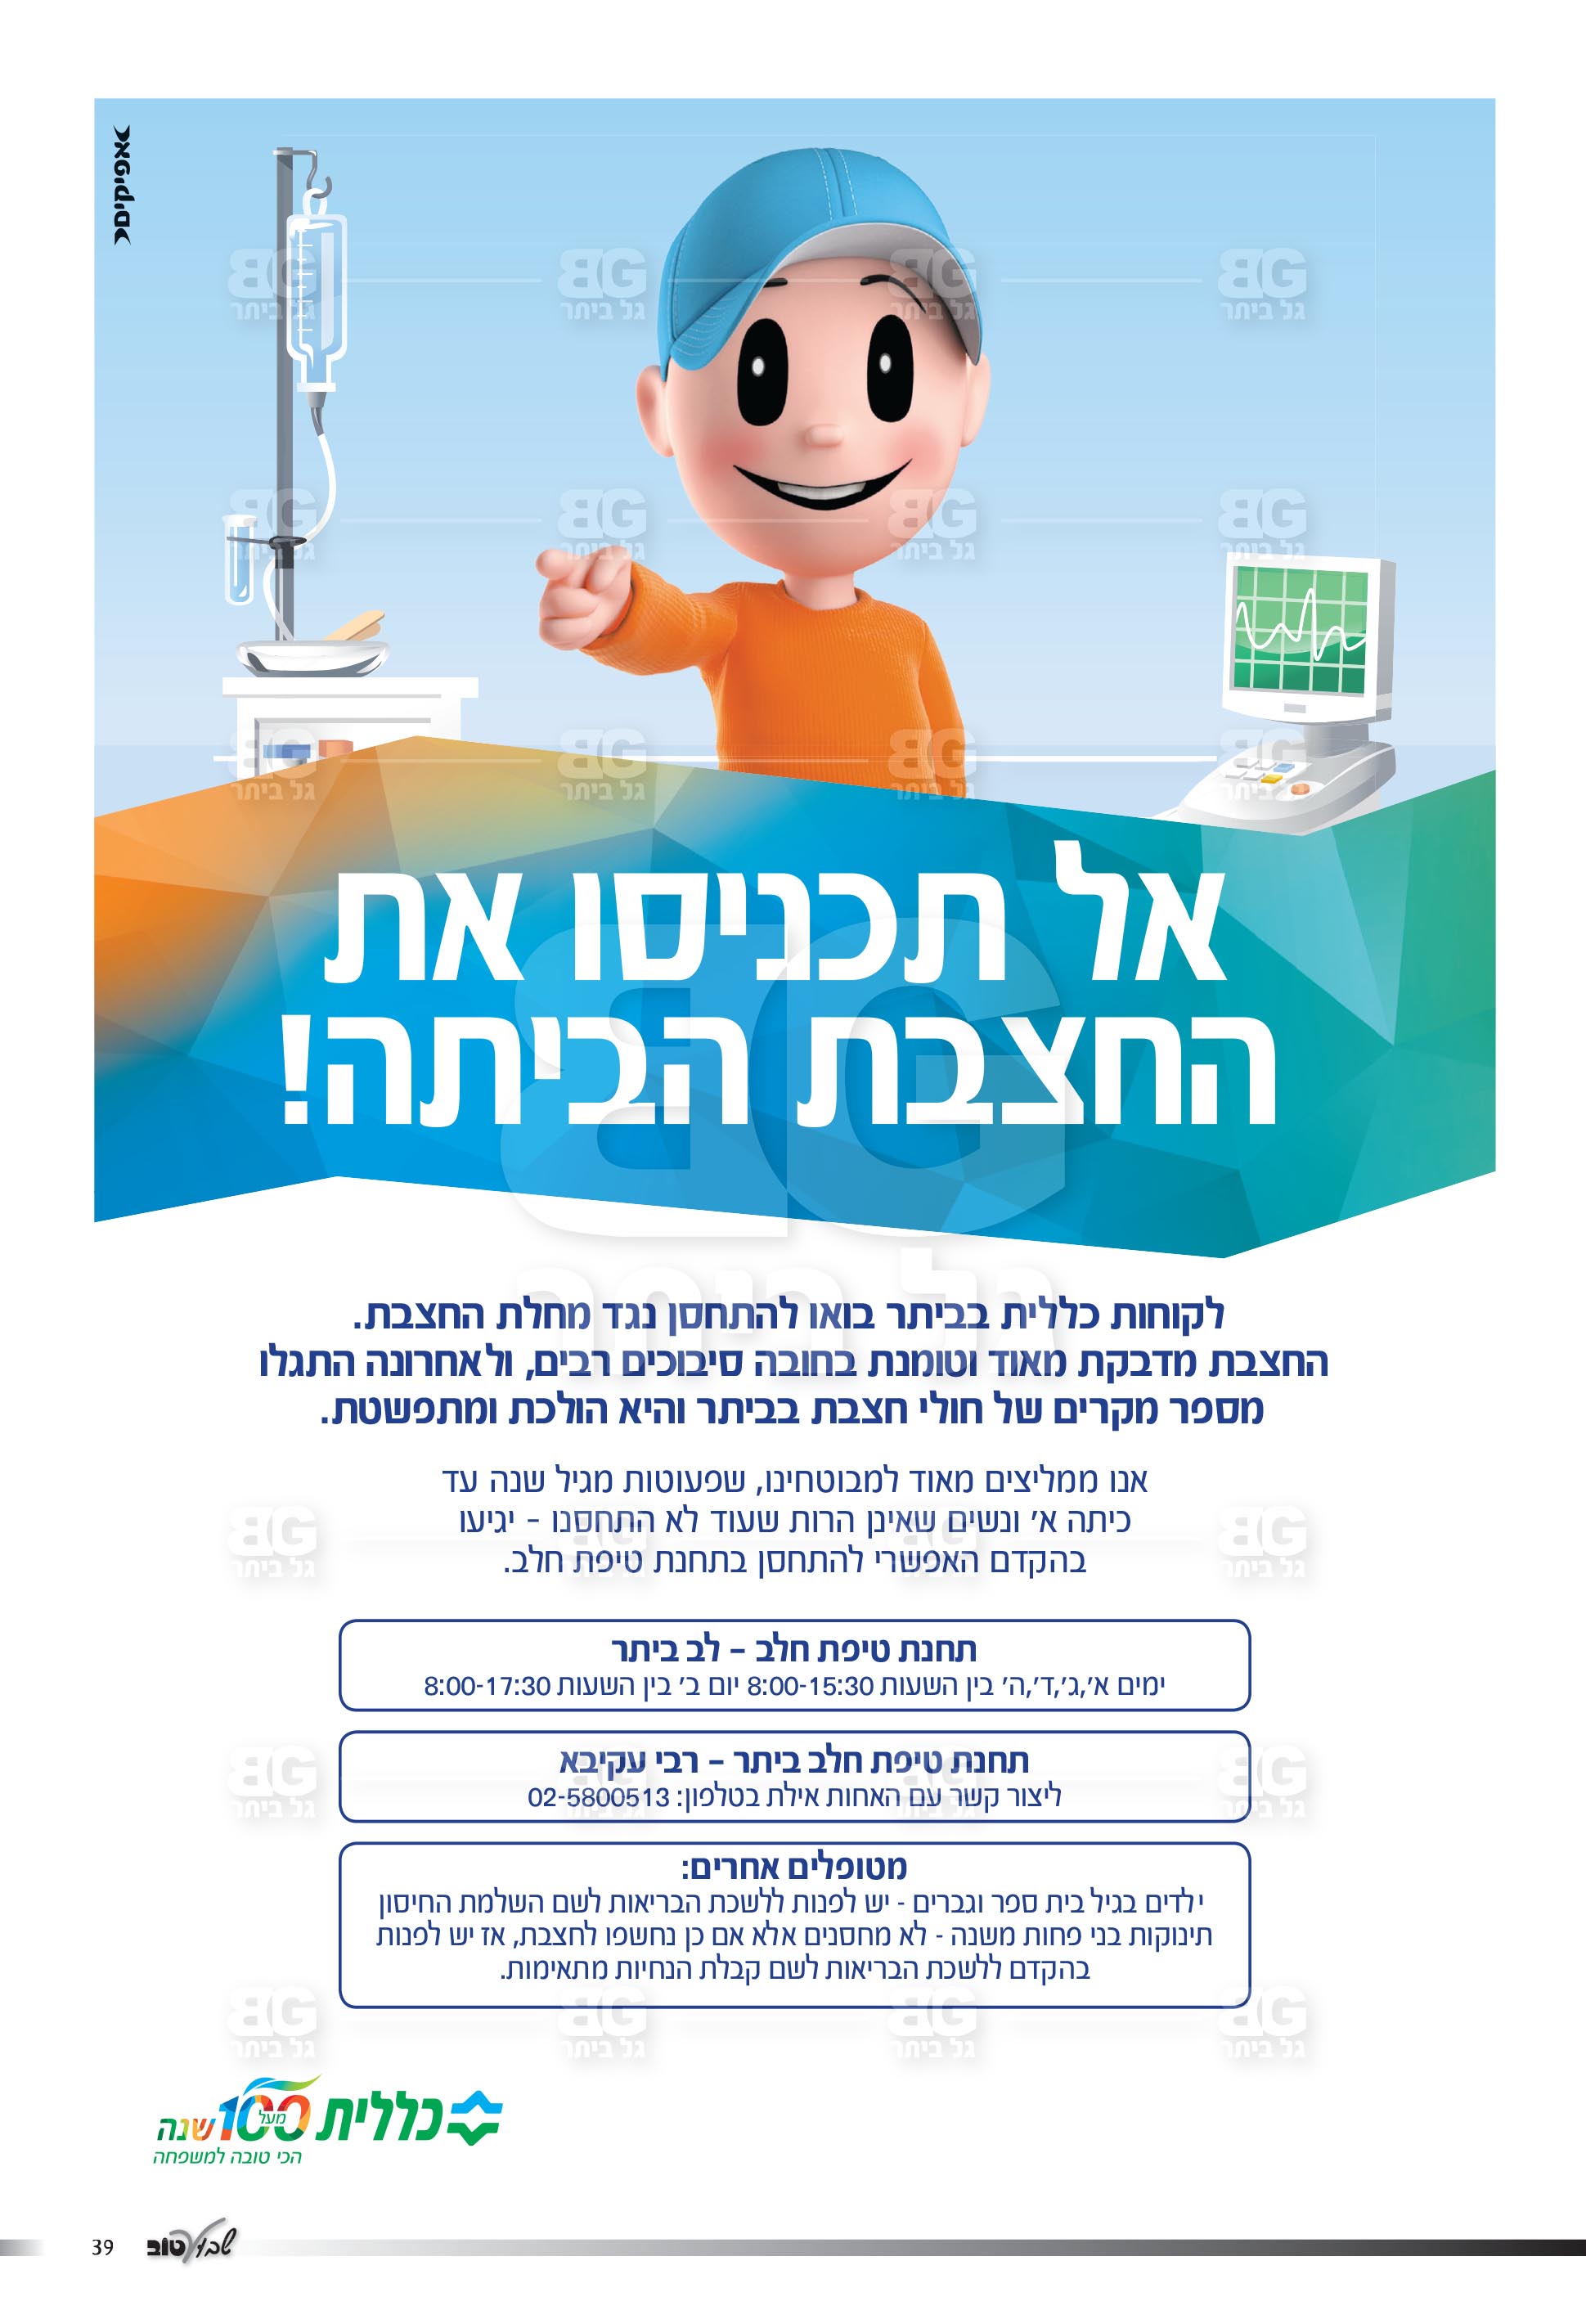 אפיקים
אל תכניסו את
החצבת הביתה!
לקוחות כללית בביתר בואו להתחסן נגד מחלת החצבת.
החצבת מדבקת מאוד וטומנת בחובה סיבוכים רבים, ולאחרונה התגלו
מספר מקרים של חולי חצבת בביתר והיא הולכת ומתפשטת.
אנו ממליצים מאוד למבוטחינו, שפעוטות מגיל שנה עד
כיתה א' ונשים שאינן הרות שעוד לא התחסנו - יגיעו
בהקדם האפשרי להתחסן בתחנת טיפת חלב.
תחנת טיפת חלב - לב ביתר
ימים א',ג',ד',ה' בין השעות 8:00-15:30 יום ב' בין השעות 8:00-17:30
תחנת טיפת חלב ביתר - רבי עקיבא
ליצור קשר עם האחות אילת בטלפון: 02-5800513
מטופלים אחרים:
ילדים בגיל בית ספר וגברים - יש לפנות ללשכת הבריאות לשם השלמת החיסון
תינוקות בני פחות משנה - לא מחסנים אלא אם כן נחשפו לחצבת, אז יש לפנות
בהקדם ללשכת הבריאות לשם קבלת הנחיות מתאימות.
כללית מעל 100 שנה
הכי טובה למשפחה
שבוע טוב
39
BG
גל ביתר